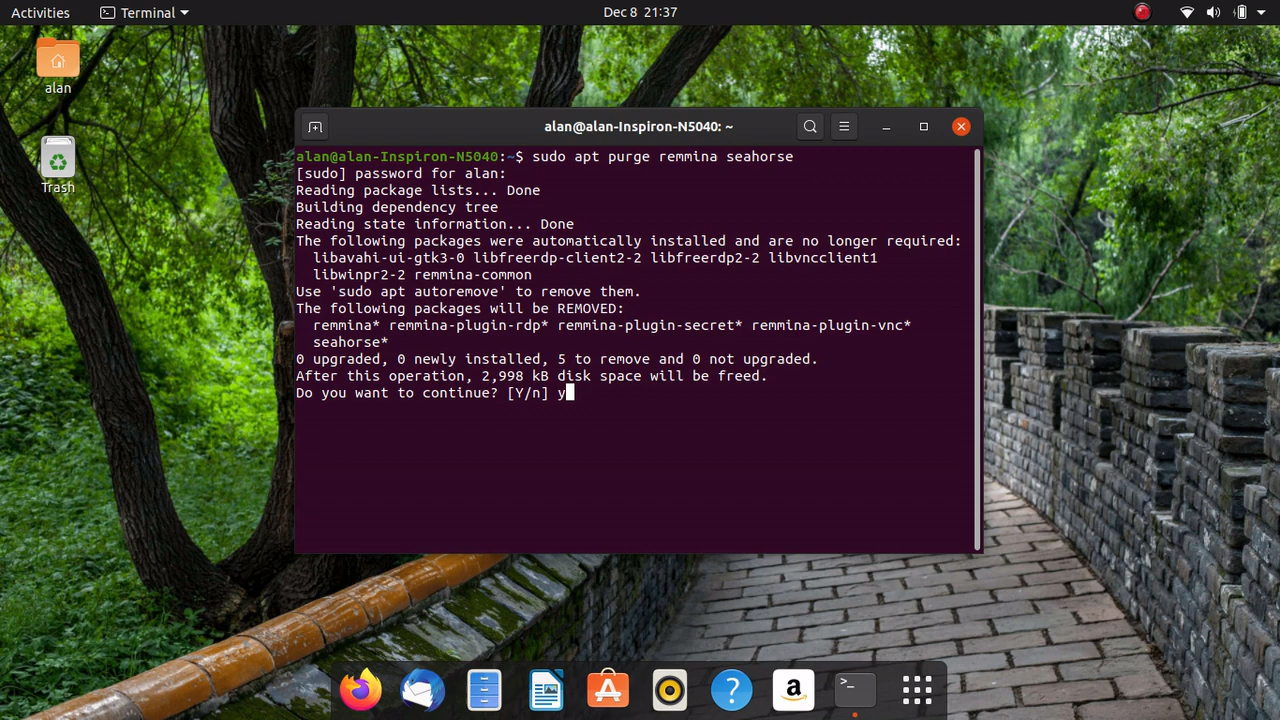 Activities
Terminal
Dec 8 21:37
alan
Trash
alan@alan-Inspiron-N5040: ~
alan@alan-Inspiron-N5040:~$ sudo apt purge remmina seahorse
[sudo] password for alan:
Reading package lists... Done
Building dependency tree
Reading state information... Done
The following packages were automatically installed and are no longer required:
  libavahi-ui-gtk3-0 libfreerdp-client2-2 libfreerdp2-2 libvncclient1
  libwinpr2-2 remmina-common
Use 'sudo apt autoremove' to remove them.
The following packages will be REMOVED:
  remmina* remmina-plugin-rdp* remmina-plugin-secret* remmina-plugin-vnc*
  seahorse*
0 upgraded, 0 newly installed, 5 to remove and 0 not upgraded.
After this operation, 2,998 kB disk space will be freed.
Do you want to continue? [Y/n] y